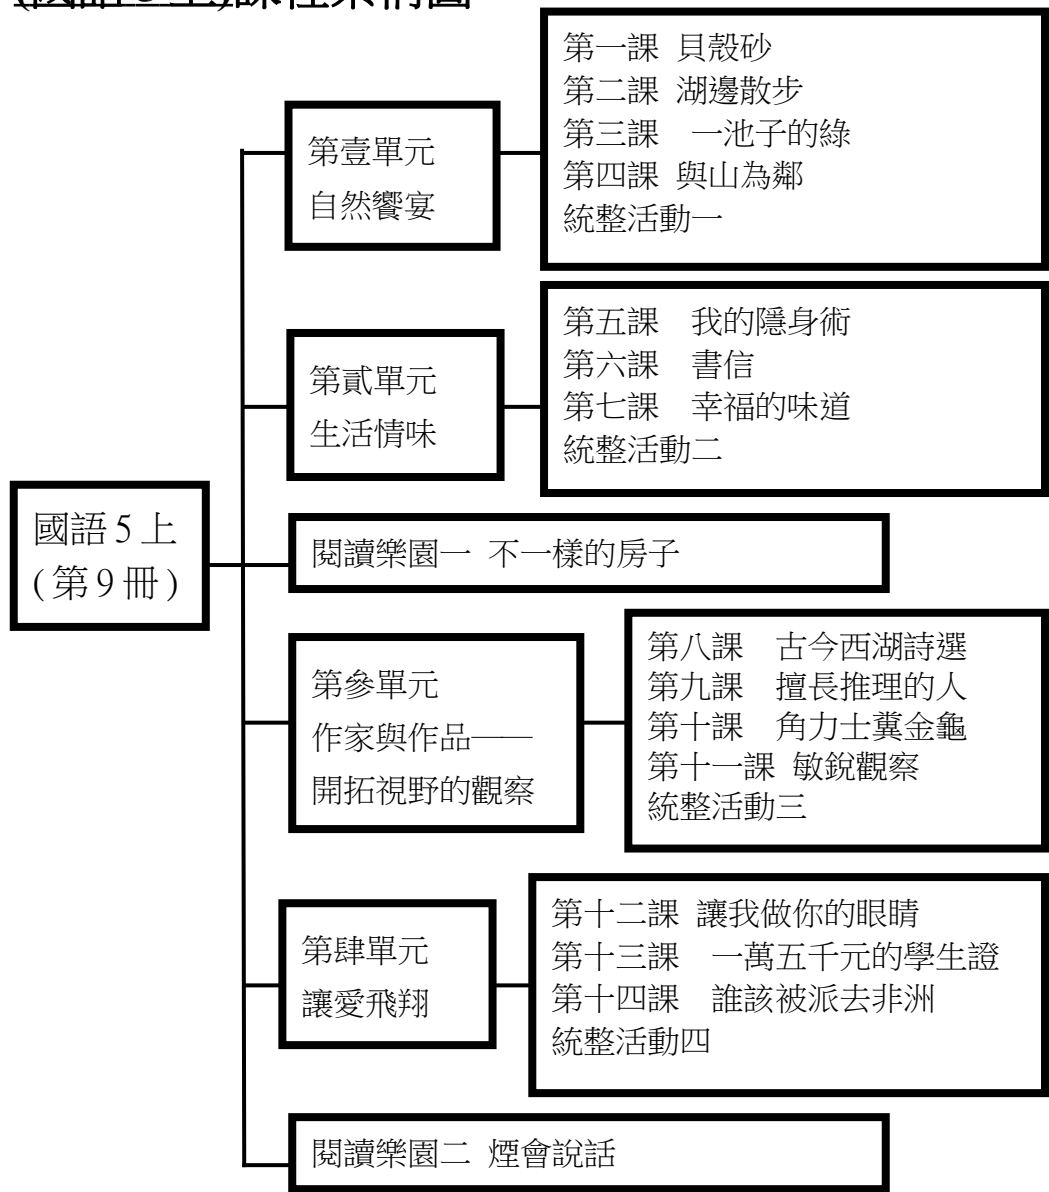 (國語5上)課程架構圖
第一課 貝殼砂
第二課 湖邊散步
第三課 一池子的綠
第四課 與山為鄰
統整活動一
第壹單元
自然饗宴
第五課 我的隱身術
第六課 書信
第七課 幸福的味道
統整活動二
第貳單元
生活情味
國語5上
(第9冊)
閱讀樂園一 不一樣的房子
第八課 古今西湖詩選
第九課 擅長推理的人
第十課 角力士糞金龜
第十一課 敏銳觀察
統整活動三
第參單元
作家與作品——
開拓視野的觀察
第十二課 讓我做你的眼睛
第十三課 一萬五千元的學生證
第十四課 誰該被派去非洲
統整活動四
第肆單元
讓愛飛翔
閱讀樂園二 煙會說話